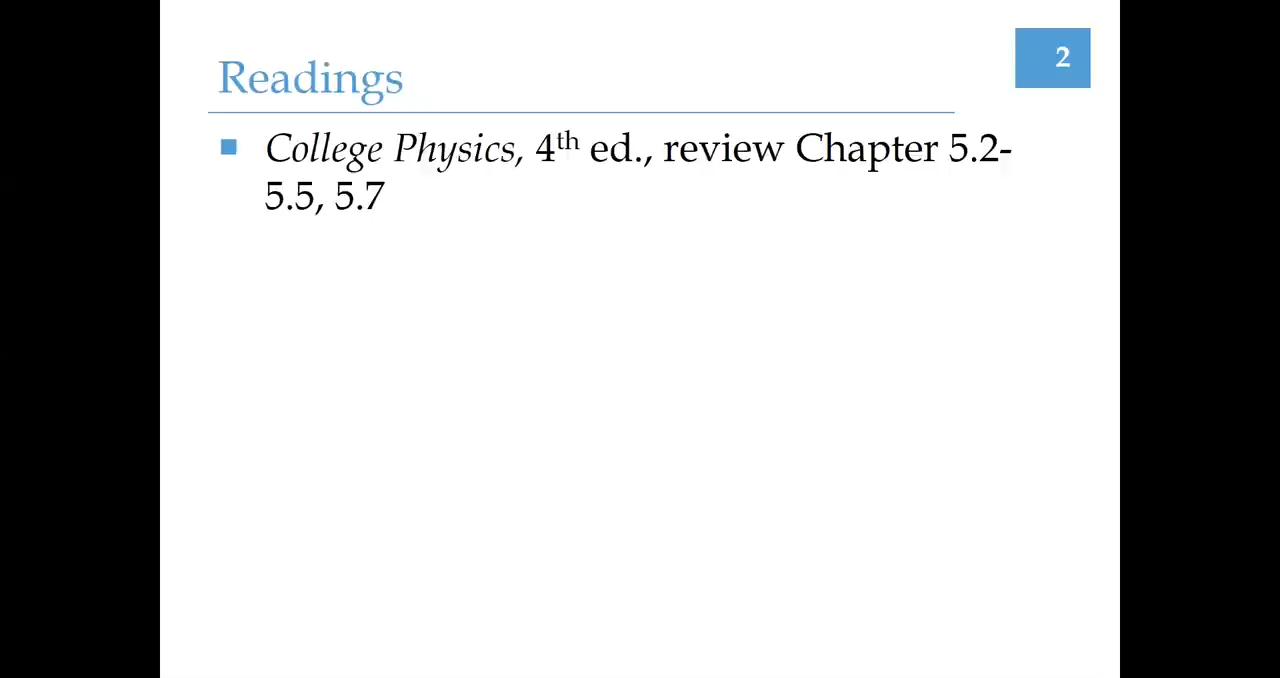 2
Readings
College Physics, 4th ed., review Chapter 5.2-
5.5, 5.7